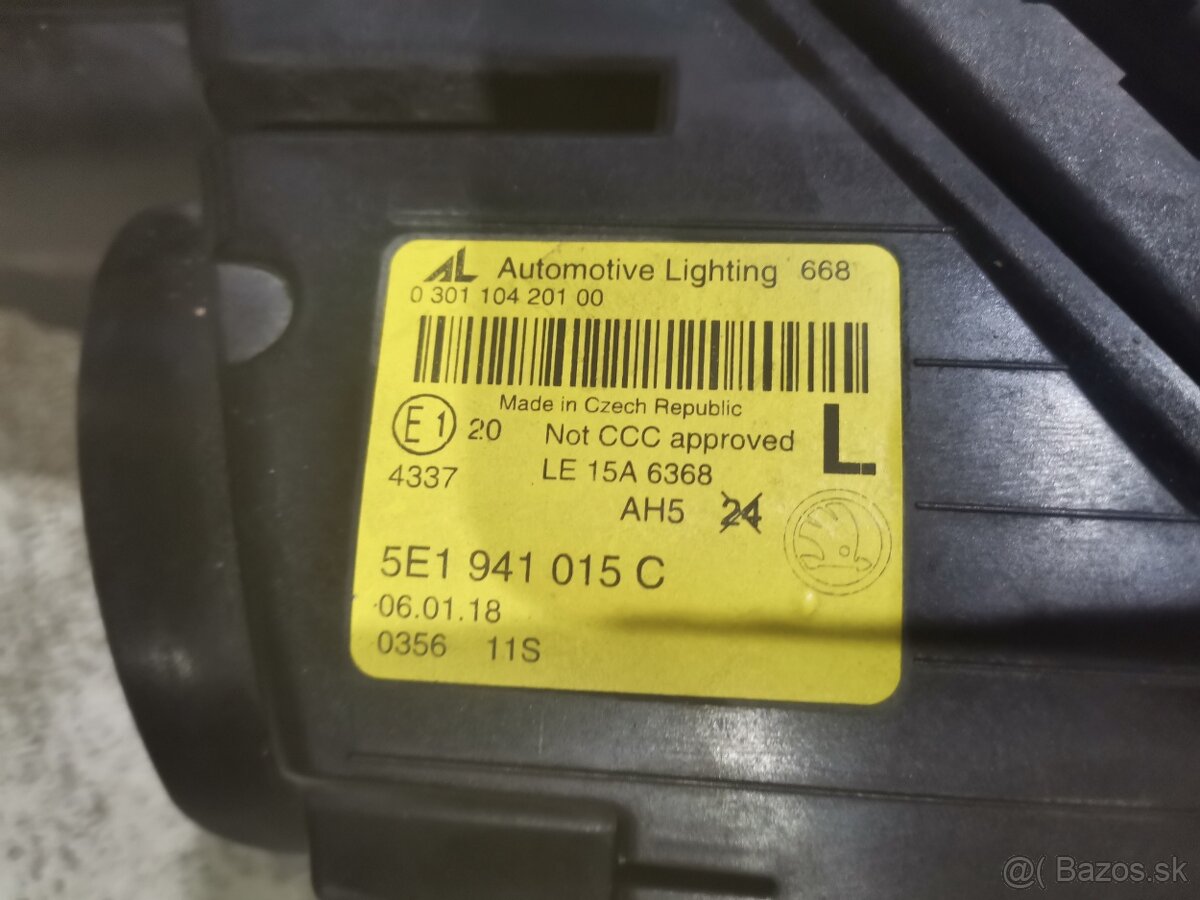 AL Automotive Lighting 668
0 301 104 201 00
Made in Czech Republic
E1 20 Not CCC approved L
4337 LE 15A 6368
AH5 24
5E1 941 015 C
06.01.18
0356 11S
@ Bazos.sk